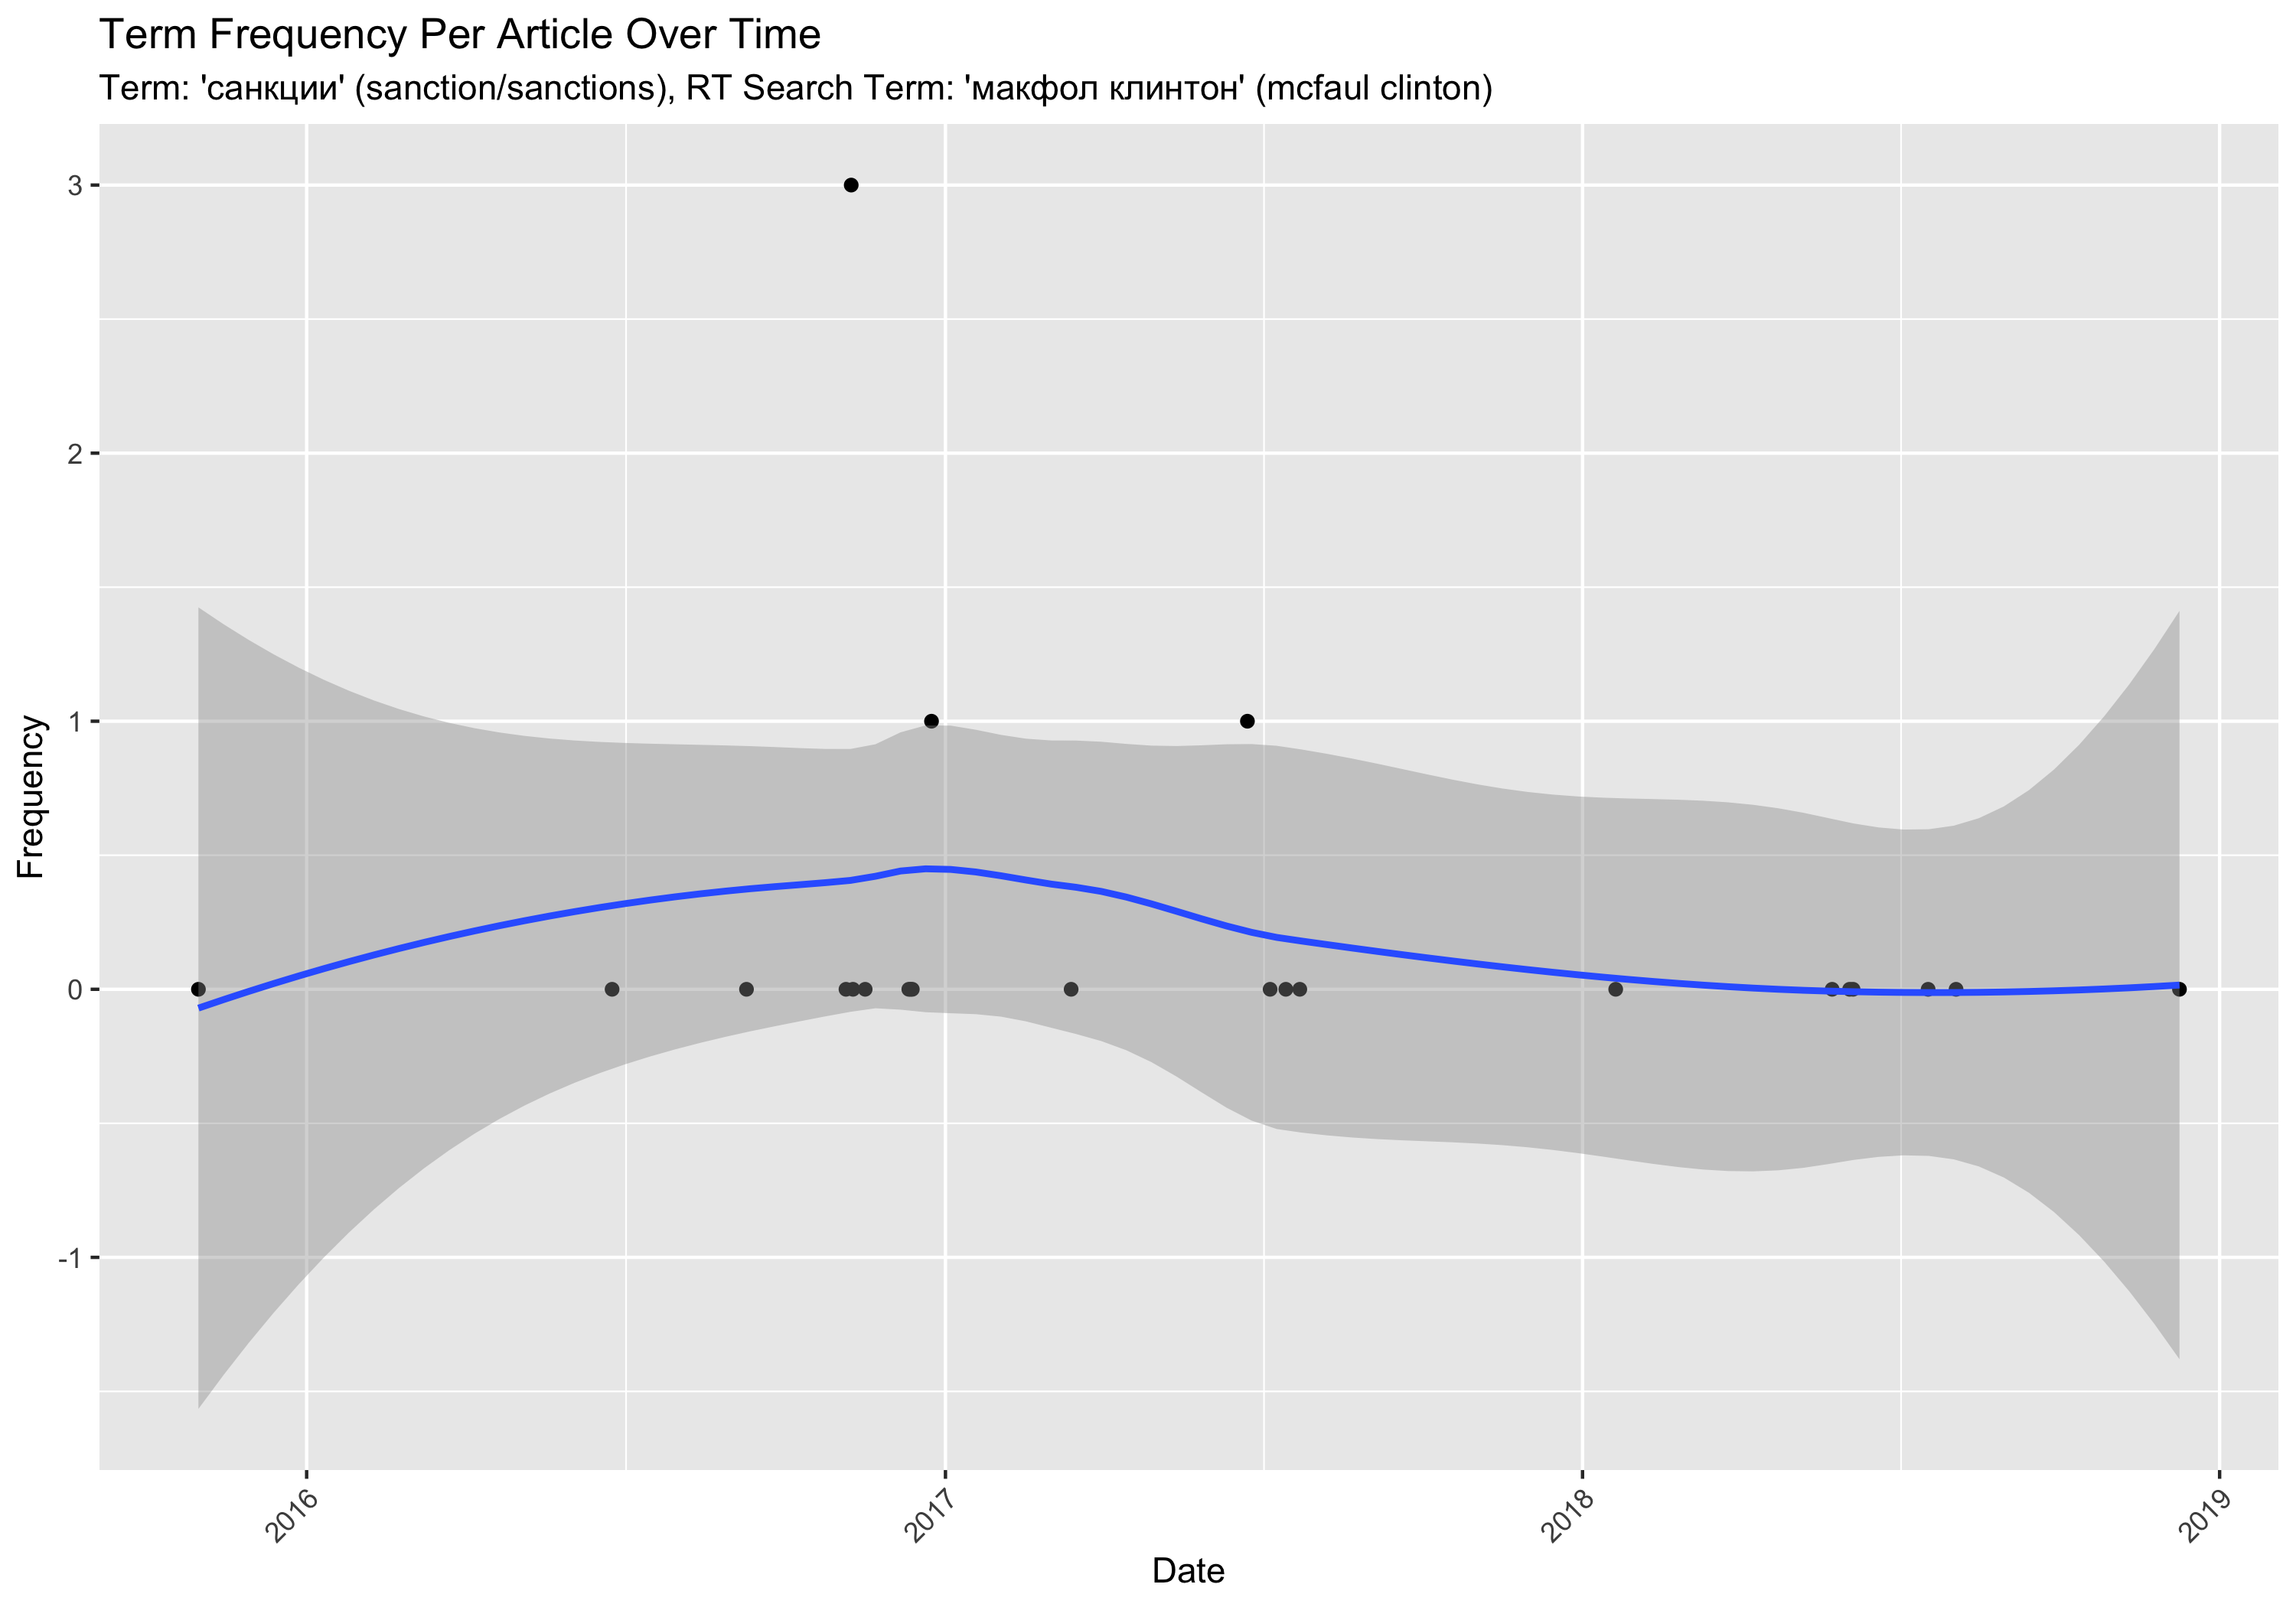 Term Frequency Per Article Over Time
Term: 'санкции' (sanction/sanctions), RT Search Term: 'макфол клинтон' (mcfaul clinton)
3
2
1
0
-1
Frequency
2016
2017
2018
2019
Date